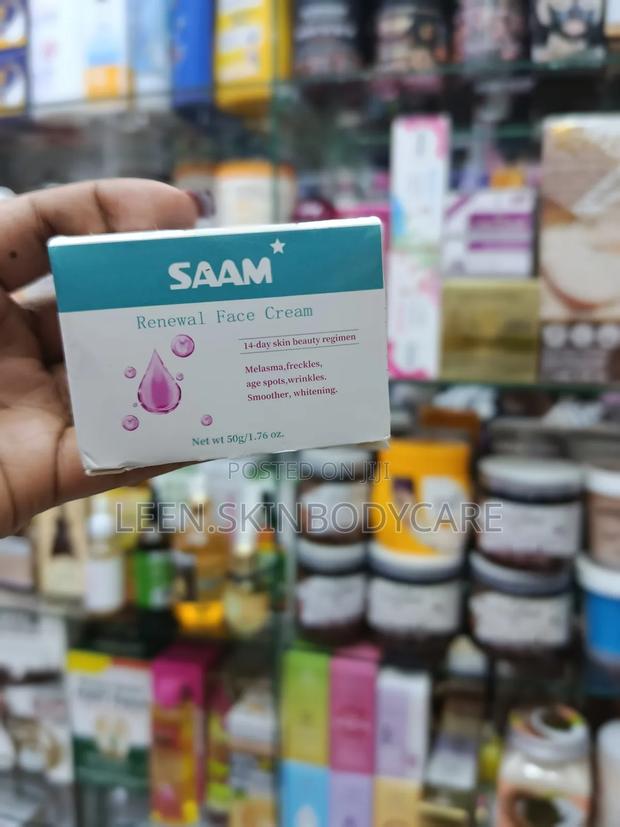 SAAM
Renewal Face Cream
14-day skin beauty regimen
Melasma,freckles,
age spots,wrinkles.
Smoother, whitening.
Net wt 50g/1.76 oz.
POSTED ON JIJI
LEEN.SKINBODYCARE